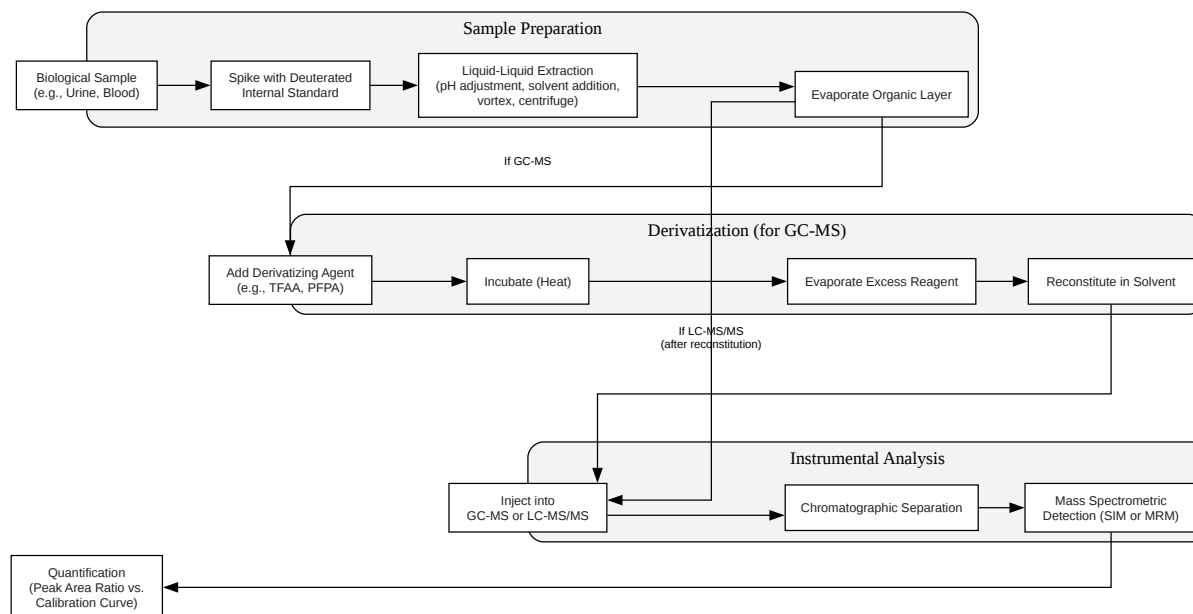 Sample Preparation
Biological Sample
(e.g., Urine, Blood)
Spike with Deuterated
Internal Standard
Liquid-Liquid Extraction
(pH adjustment, solvent addition,
vortex, centrifuge)
Evaporate Organic Layer
If GC-MS
Derivatization (for GC-MS)
Add Derivatizing Agent
(e.g., TFAA, PFPA)
Incubate (Heat)
Evaporate Excess Reagent
Reconstitute in Solvent
If LC-MS/MS
(after reconstitution)
Instrumental Analysis
Inject into
GC-MS or LC-MS/MS
Chromatographic Separation
Mass Spectrometric
Detection (SIM or MRM)
Quantification
(Peak Area Ratio vs.
Calibration Curve)